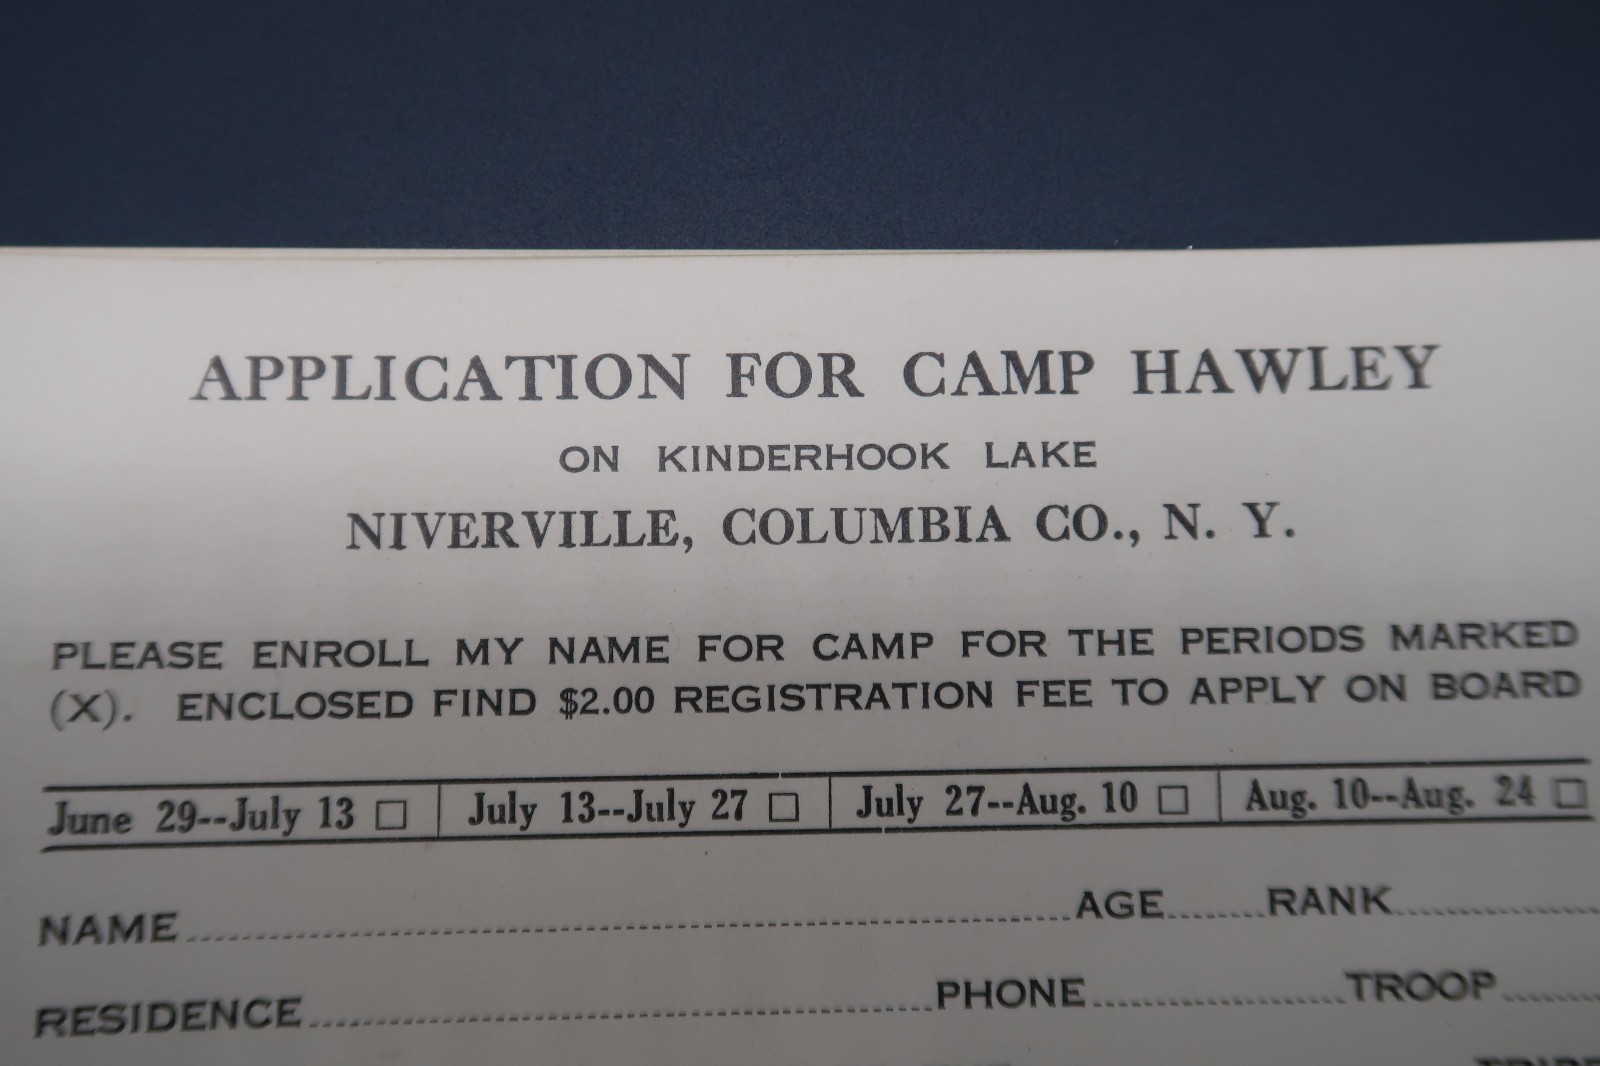 APPLICATION FOR CAMP HAWLEY
ON KINDERHOOK LAKE
NIVERVILLE, COLUMBIA CO., N. Y.
PLEASE ENROLL MY NAME FOR CAMP FOR THE PERIODS MARKED
(X). ENCLOSED FIND $2.00 REGISTRATION FEE TO APPLY ON BOARD
June 29--July 13 □ July 13--July 27 □ July 27--Aug. 10 □ Aug. 10--Aug. 24 □
NAME AGE RANK
RESIDENCE PHONE TROOP